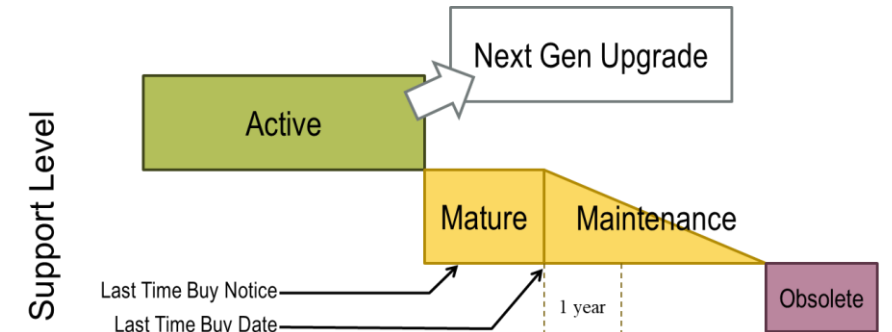 Next Gen Upgrade
Active
Support Level
Mature
Maintenance
Last Time Buy Notice
1 year
Obsolete
Last Time Buy Date